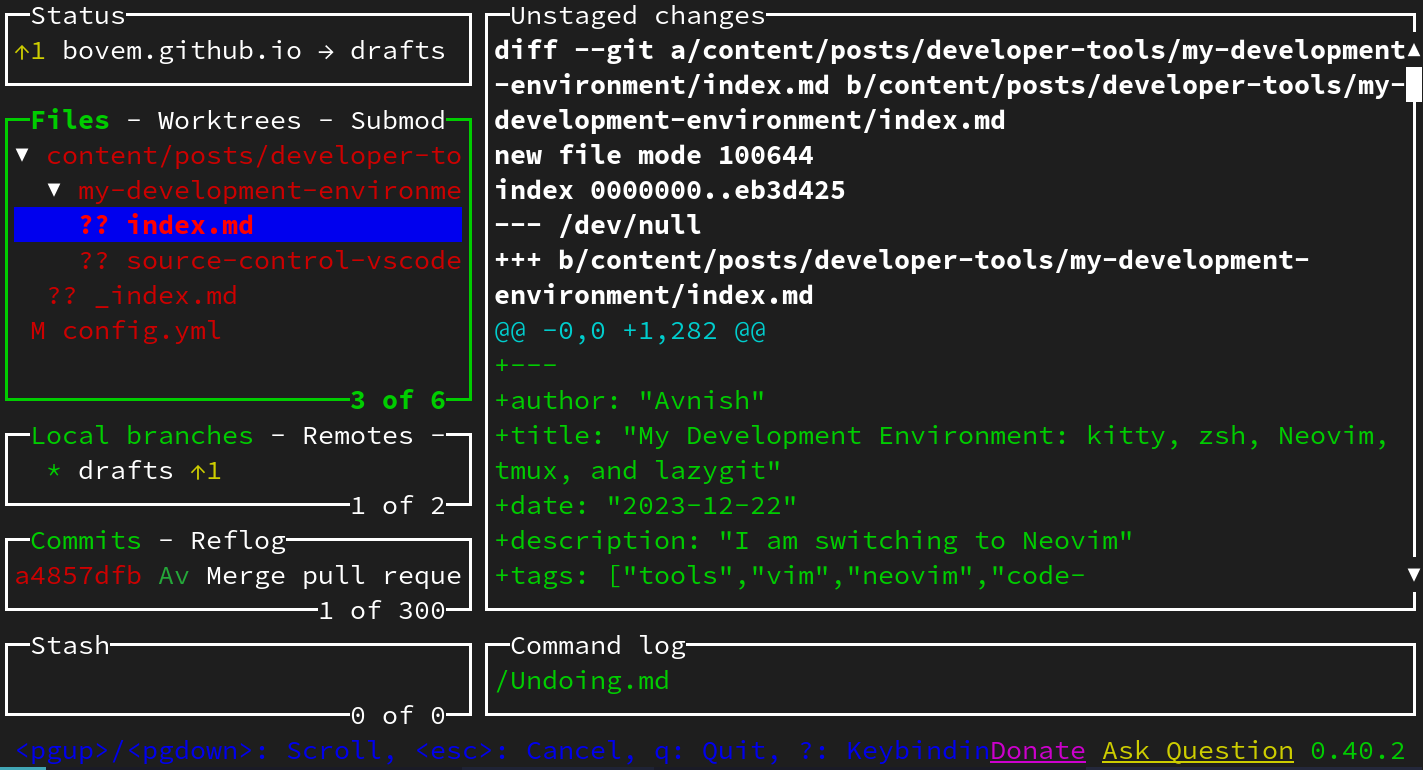 Status
↑1 bovem.github.io → drafts
Files - Worktrees - Submod
▼ content/posts/developer-to
▼ my-development-environme
?? index.md
?? source-control-vscode
?? _index.md
M config.yml
3 of 6
Local branches - Remotes -
* drafts ↑1
1 of 2
Commits - Reflog
a4857dfb Av Merge pull reque
1 of 300
Stash
0 of 0
Unstaged changes
diff --git a/content/posts/developer-tools/my-development
-environment/index.md b/content/posts/developer-tools/my-
development-environment/index.md
new file mode 100644
index 0000000..eb3d425
--- /dev/null
+++ b/content/posts/developer-tools/my-development-
environment/index.md
@@ -0,0 +1,282 @@
+---
+author: "Avnish"
+title: "My Development Environment: kitty, zsh, Neovim,
tmux, and lazygit"
+date: "2023-12-22"
+description: "I am switching to Neovim"
+tags: ["tools","vim","neovim","code-
Command log
/Undoing.md
<pgup>/<pgdown>: Scroll, <esc>: Cancel, q: Quit, ?: Keybindin Donate Ask Question 0.40.2